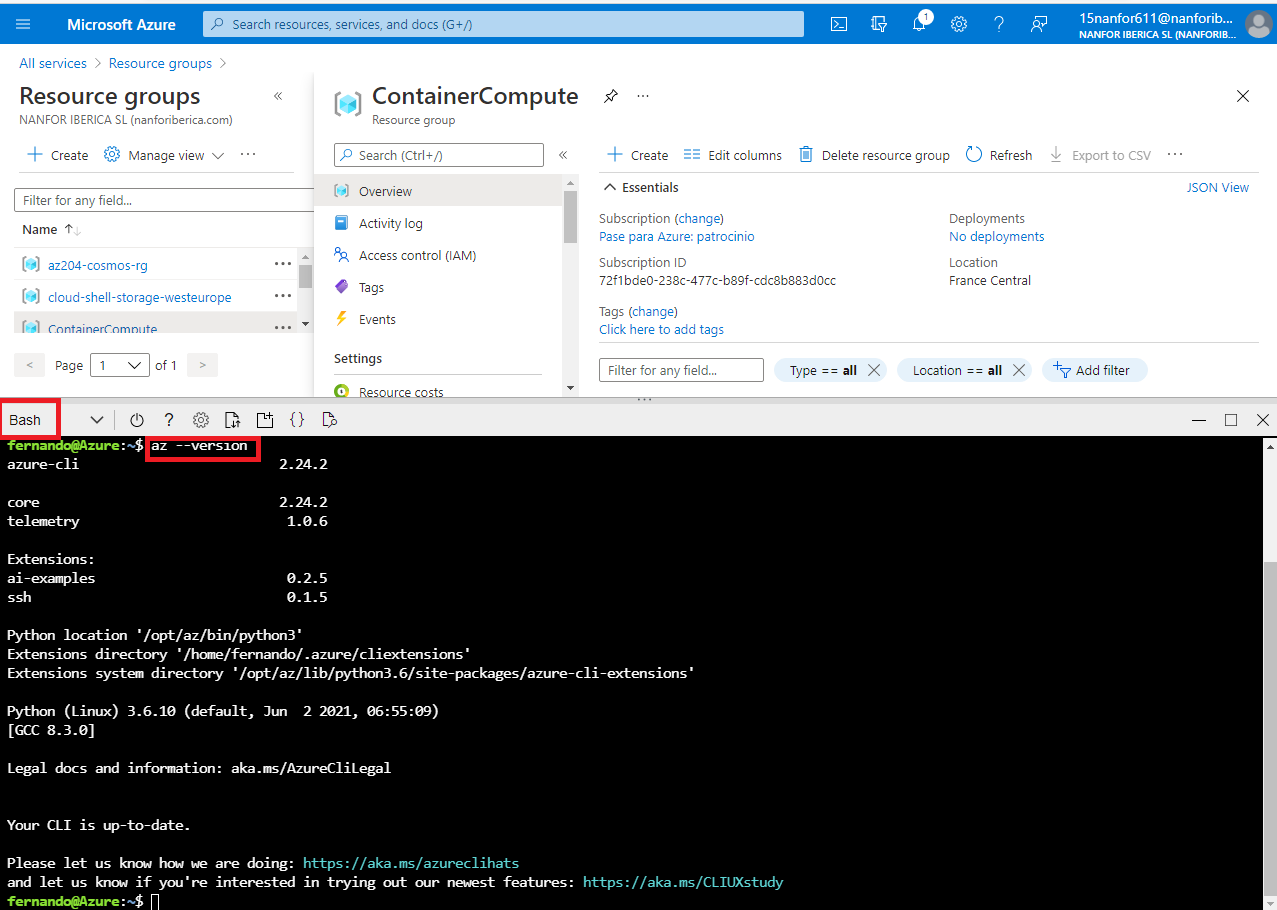 Microsoft Azure
Search resources, services, and docs (G+/)
1
15nanfor611@nanforib...
NANFOR IBERICA SL (NANFORIB...
All services > Resource groups >
Resource groups
NANFOR IBERICA SL (nanforiberica.com)
+ Create Manage view ...
Filter for any field...
Name ↑↓
az204-cosmos-rg ...
cloud-shell-storage-westeurope ...
ContainerCompute ...
< Page 1 of 1 >
ContainerCompute ...
Resource group
Search (Ctrl+/)
Overview
Activity log
Access control (IAM)
Tags
Events
Settings
Resource costs
+ Create Edit columns Delete resource group Refresh Export to CSV ...
Essentials
JSON View
Subscription (change)
Pase para Azure: patrocinio
Subscription ID
72f1bde0-238c-477c-b89f-cdc8b883d0cc
Tags (change)
Click here to add tags
Deployments
No deployments
Location
France Central
Filter for any field... Type == all Location == all Add filter
Bash
fernando@Azure:~$ az --version
azure-cli 2.24.2
core 2.24.2
telemetry 1.0.6
Extensions:
ai-examples 0.2.5
ssh 0.1.5
Python location '/opt/az/bin/python3'
Extensions directory '/home/fernando/.azure/cliextensions'
Extensions system directory '/opt/az/lib/python3.6/site-packages/azure-cli-extensions'
Python (Linux) 3.6.10 (default, Jun  2 2021, 06:55:09)
[GCC 8.3.0]
Legal docs and information: aka.ms/AzureCliLegal
Your CLI is up-to-date.
Please let us know how we are doing: https://aka.ms/azureclihats
and let us know if you're interested in trying out our newest features: https://aka.ms/CLIUXstudy
fernando@Azure:~$